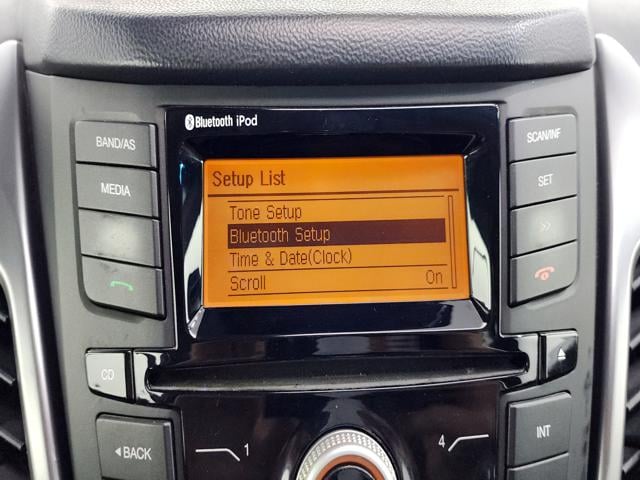 Bluetooth iPod
BAND/AS
MEDIA
SCAN/INF
SET
Setup List
Tone Setup
Bluetooth Setup
Time & Date(Clock)
Scroll On
CD
BACK
1
4
INT